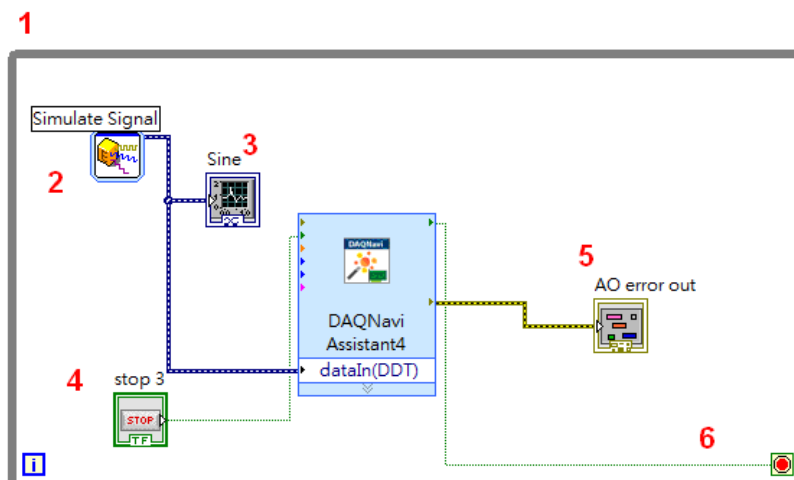 1
Simulate Signal
2
Sine
3
DAQNavi
DAQNavi
Assistant4
dataIn(DDT)
4
stop 3
STOP
TF
5
AO error out
6
i